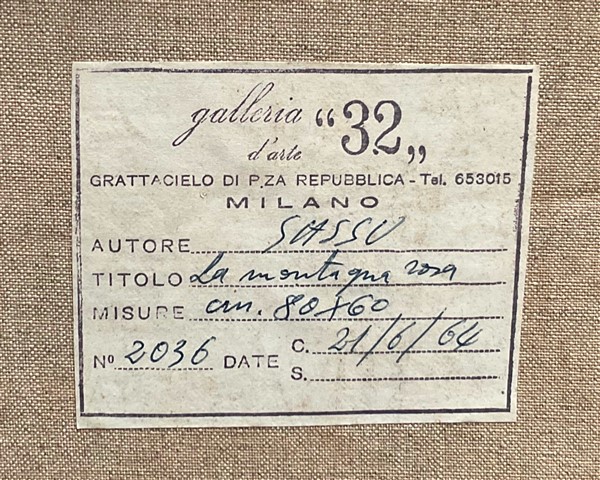 galleria "32"
d'arte
GRATTACIELO DI P.ZA REPUBBLICA - Tel. 653015
MILANO
AUTORE SASSU
TITOLO La montagna rosa
MISURE cm. 80x60
Nº 2036 DATE C. 21/6/64
S.